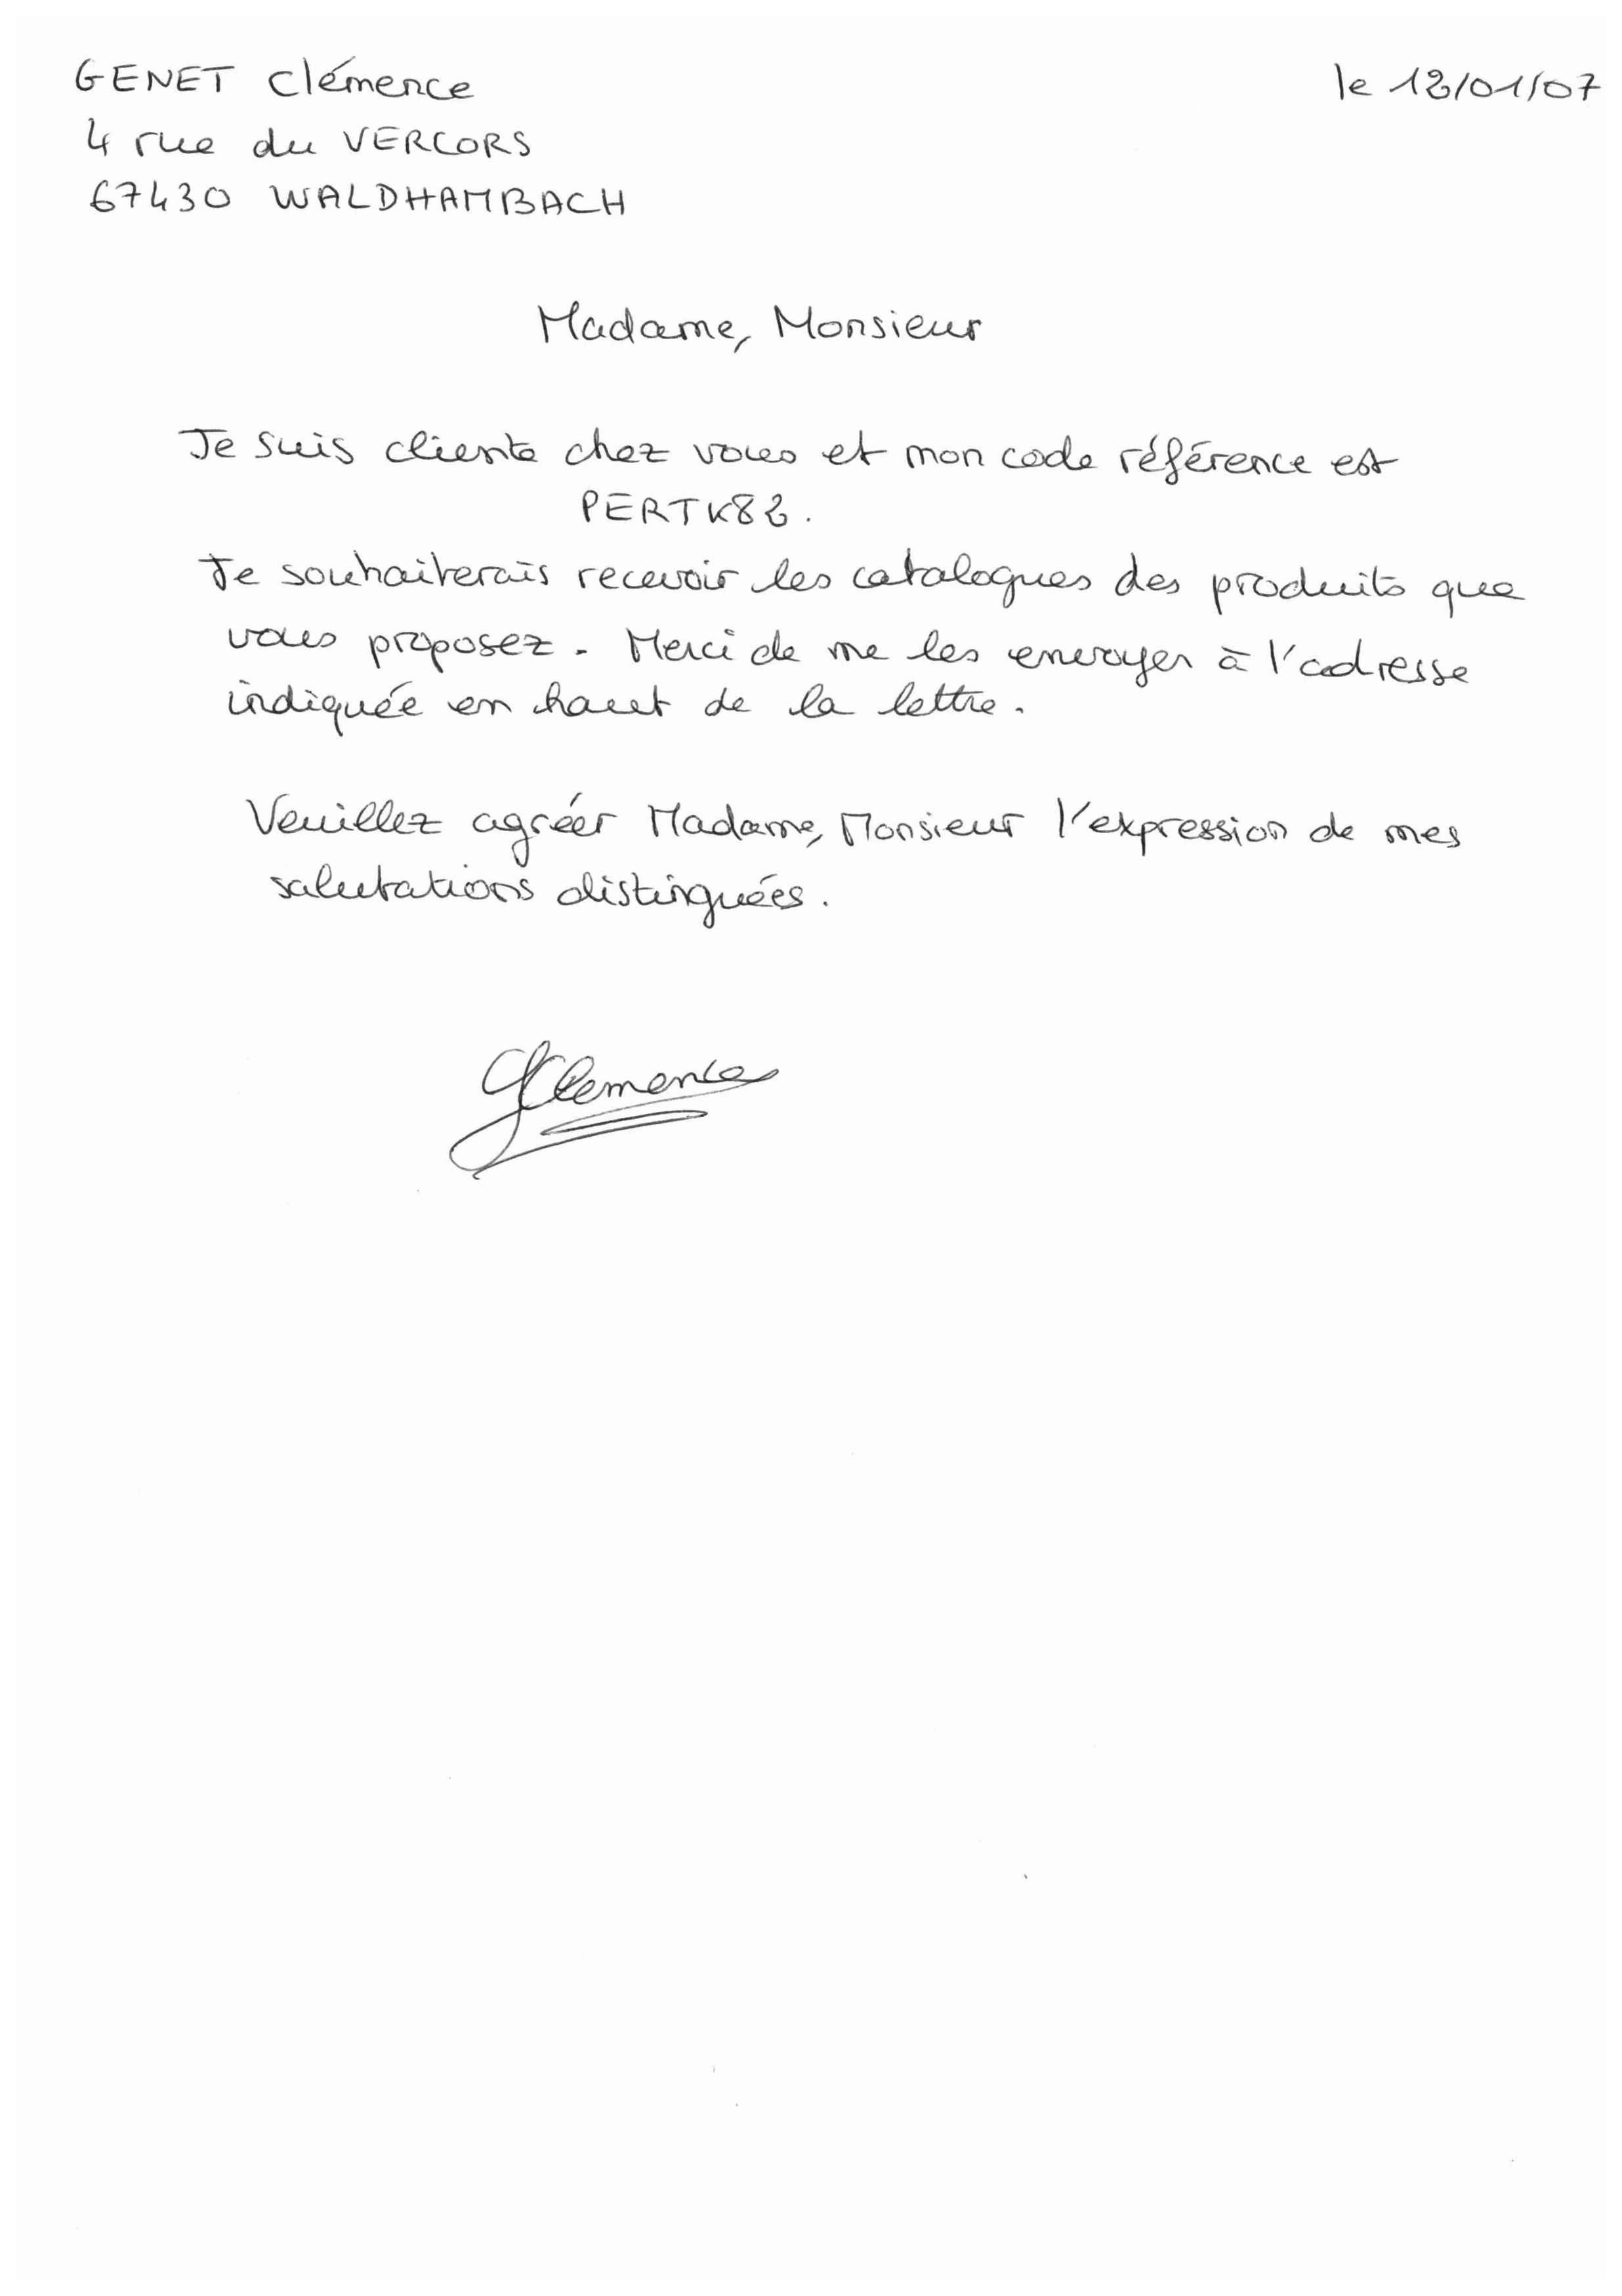 GENET Clémence
le 12/01/07
4 rue du VERCORS
67430 WALDHAMBACH
Madame, Monsieur
Je suis cliente chez vous et mon code référence est
PERTK82.
Je souhaiterais recevoir les catalogues des produits que
vous proposez. Merci de me les envoyer à l'adresse
indiquée en haut de la lettre.
Veuillez agréer Madame, Monsieur l'expression de mes
salutations distinguées.
Clemence